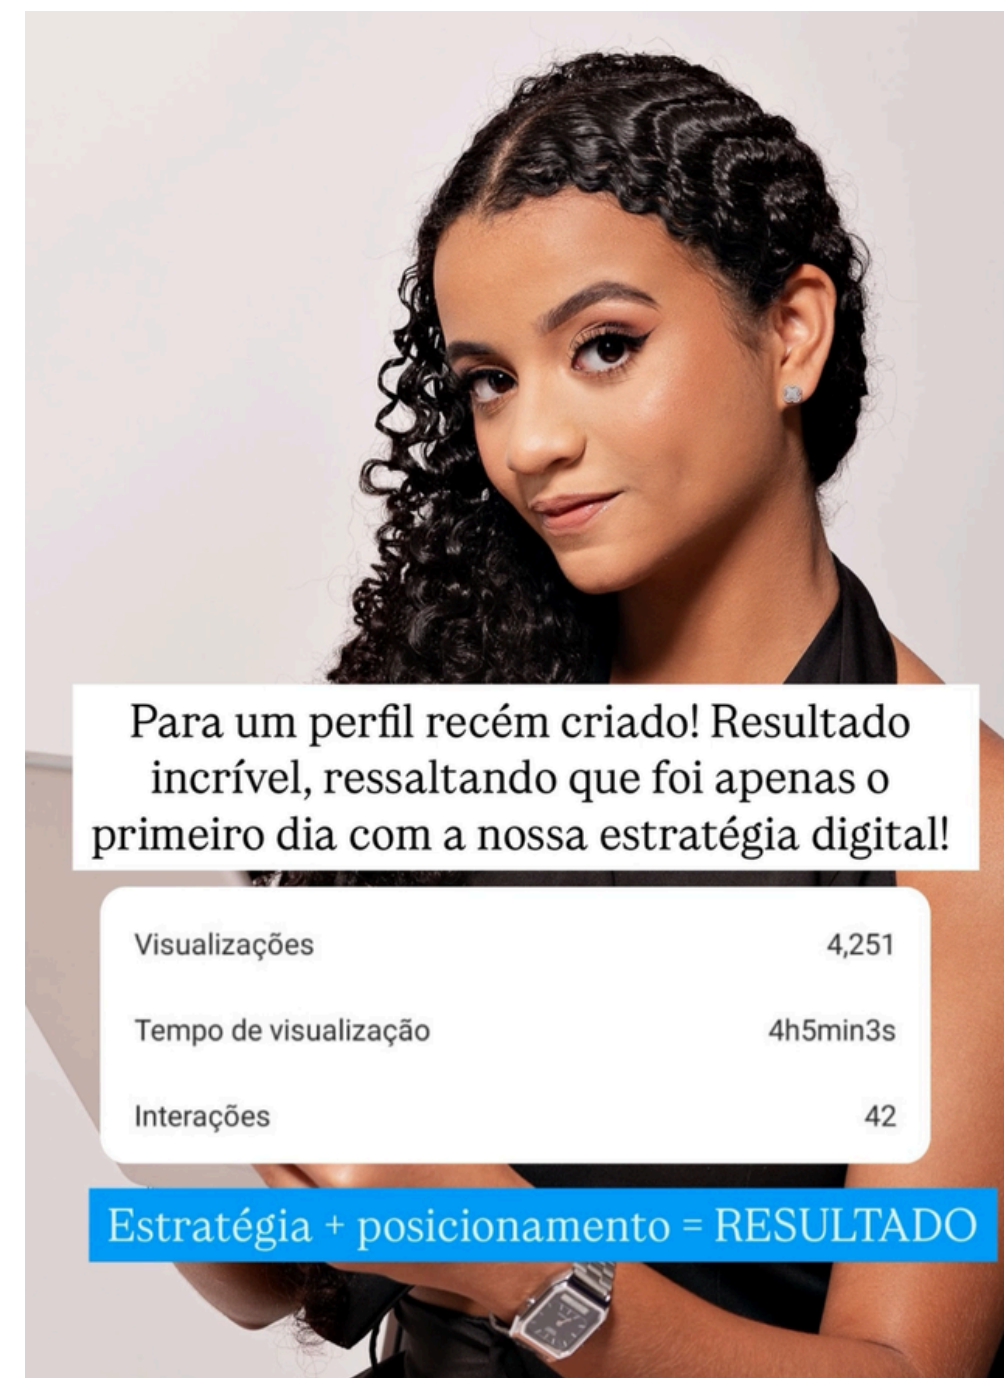 Para um perfil recém criado! Resultado
incrível, ressaltando que foi apenas o
primeiro dia com a nossa estratégia digital!
Visualizações 4,251
Tempo de visualização 4h5min3s
Interações 42
Estratégia + posicionamento = RESULTADO